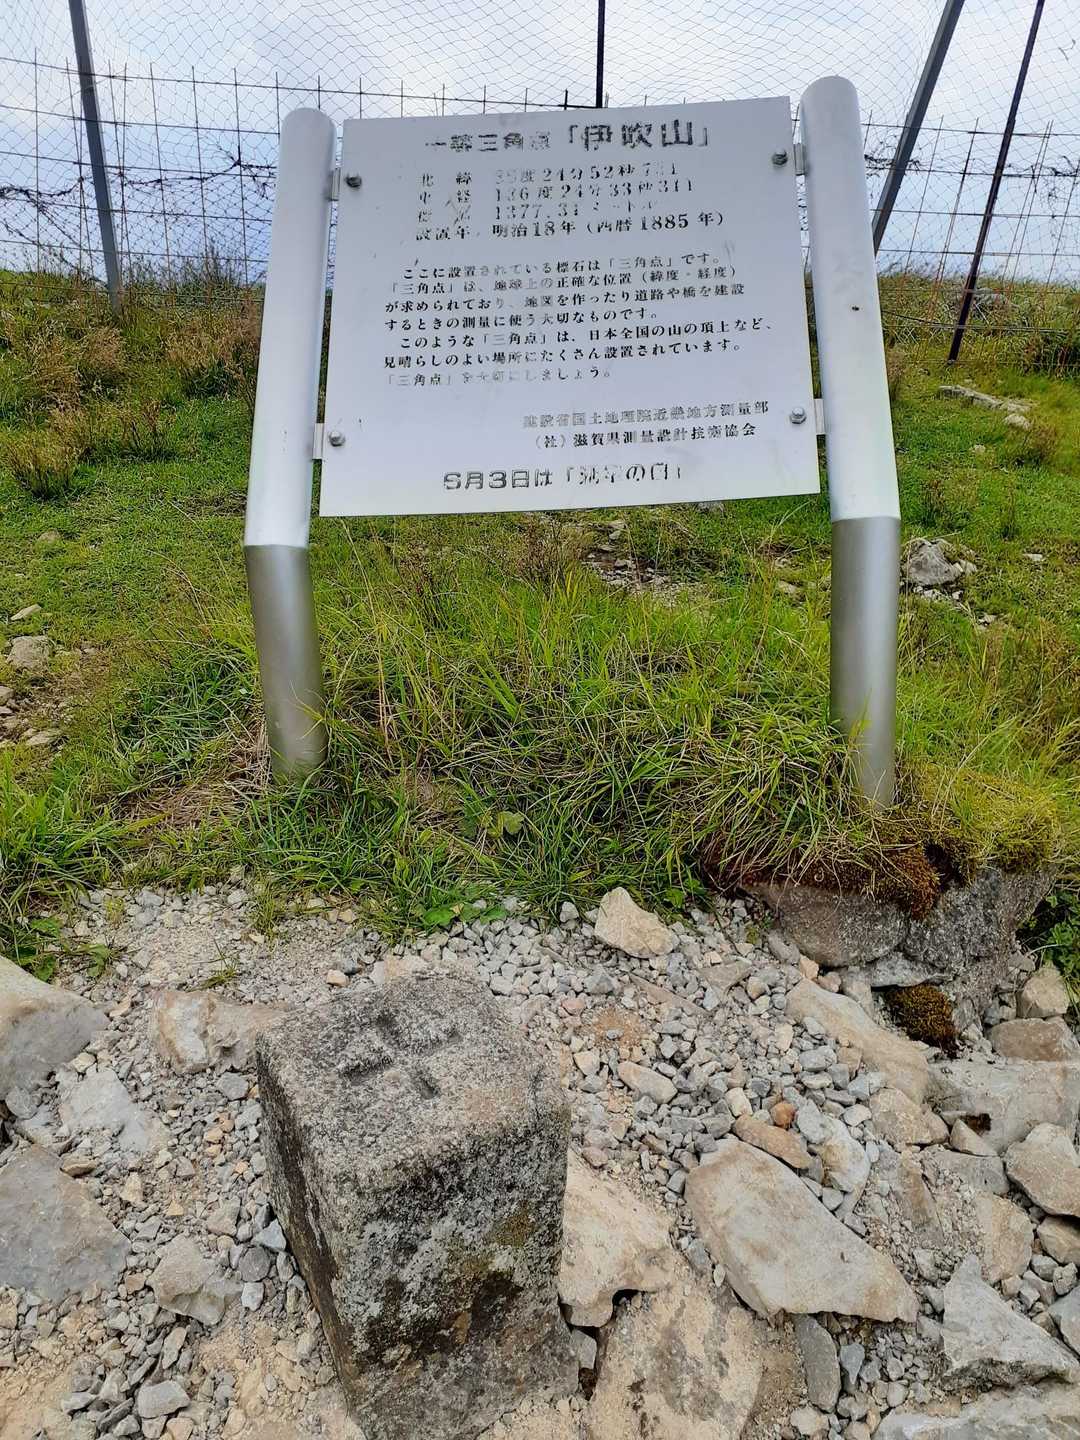 一等三角点「伊吹山」
北緯 35度24分52秒
東経 136度24分33秒311
1377.31メートル
設置年 明治18年（西暦1885年）
ここに設置されている標石は「三角点」です。
「三角点」は、地球上の正確な位置（緯度・経度）
が求められており、地図を作ったり道路や橋を建設
するときの測量に使う大切なものです。
このような「三角点」は、日本全国の山の頂上など、
見晴らしのよい場所にたくさん設置されています。
「三角点」を大切にしましょう。
建設省国土地理院近畿地方測量部
（社）滋賀県測量設計技術協会
6月3日は「測量の日」